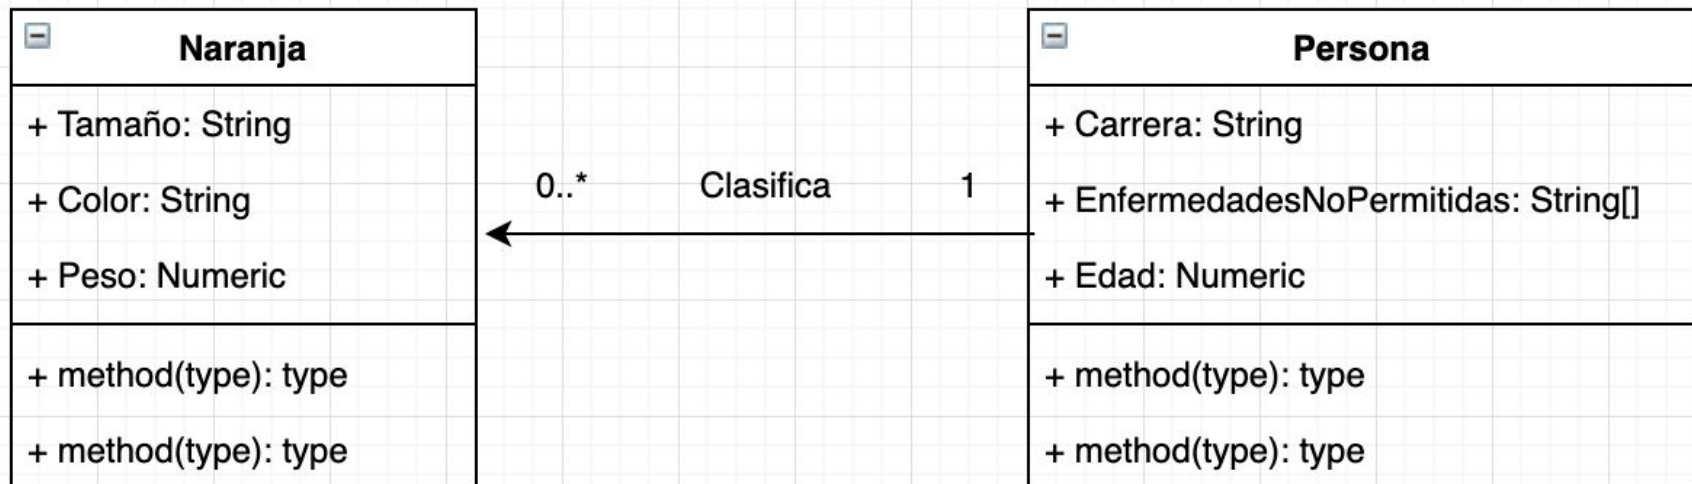 Naranja
+ Tamaño: String
+ Color: String
+ Peso: Numeric
+ method(type): type
+ method(type): type
0..* Clasifica 1
Persona
+ Carrera: String
+ EnfermedadesNoPermitidas: String[]
+ Edad: Numeric
+ method(type): type
+ method(type): type